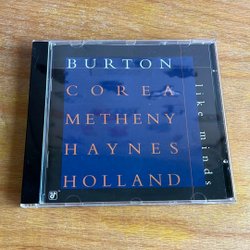 BURTON
COREA
METHENY
HAYNES
HOLLAND
like minds